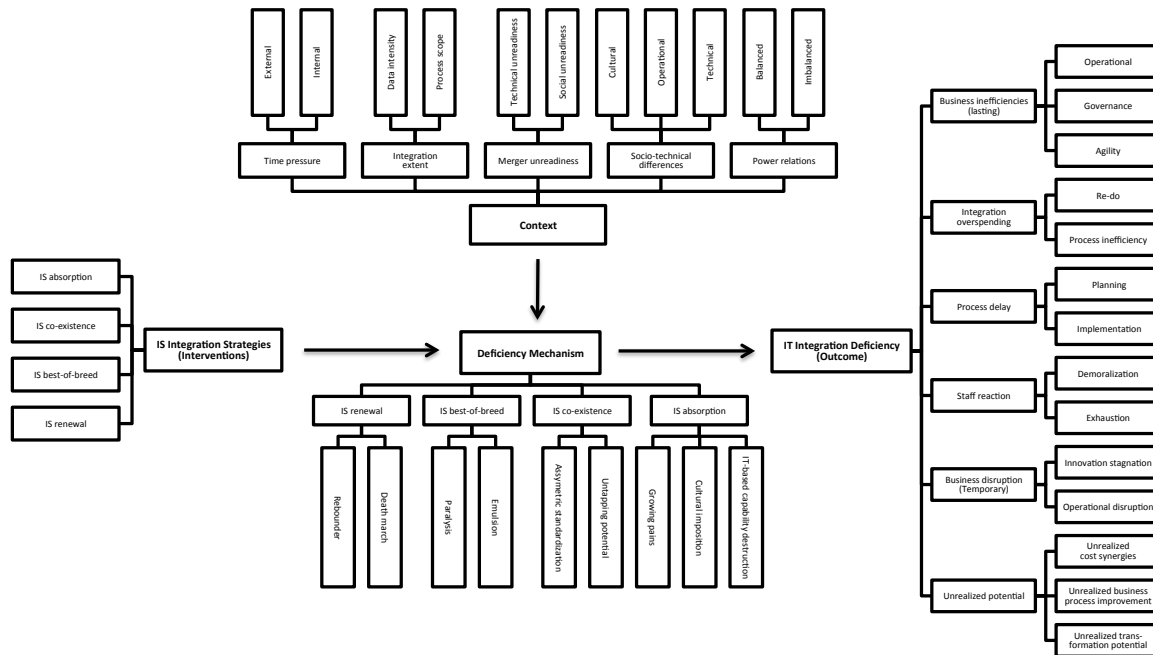 External
Internal
Data intensity
Process scope
Technical unreadiness
Social unreadiness
Cultural
Operational
Technical
Balanced
Imbalanced
Time pressure
Integration
extent
Merger unreadiness
Socio-technical
differences
Power relations
Context
IS absorption
IS co-existence
IS best-of-breed
IS renewal
IS Integration Strategies
(Interventions)
Deficiency Mechanism
IS renewal
IS best-of-breed
IS co-existence
IS absorption
Rebounder
Death march
Paralysis
Emulsion
Assymetric standardization
Untapping potential
Growing pains
Cultural imposition
IT-based capability destruction
IT Integration Deficiency
(Outcome)
Business inefficiencies
(lasting)
Operational
Governance
Agility
Integration
overspending
Re-do
Process inefficiency
Process delay
Planning
Implementation
Staff reaction
Demoralization
Exhaustion
Business disruption
(Temporary)
Innovation stagnation
Operational disruption
Unrealized potential
Unrealized
cost synergies
Unrealized business
process improvement
Unrealized trans-
formation potential